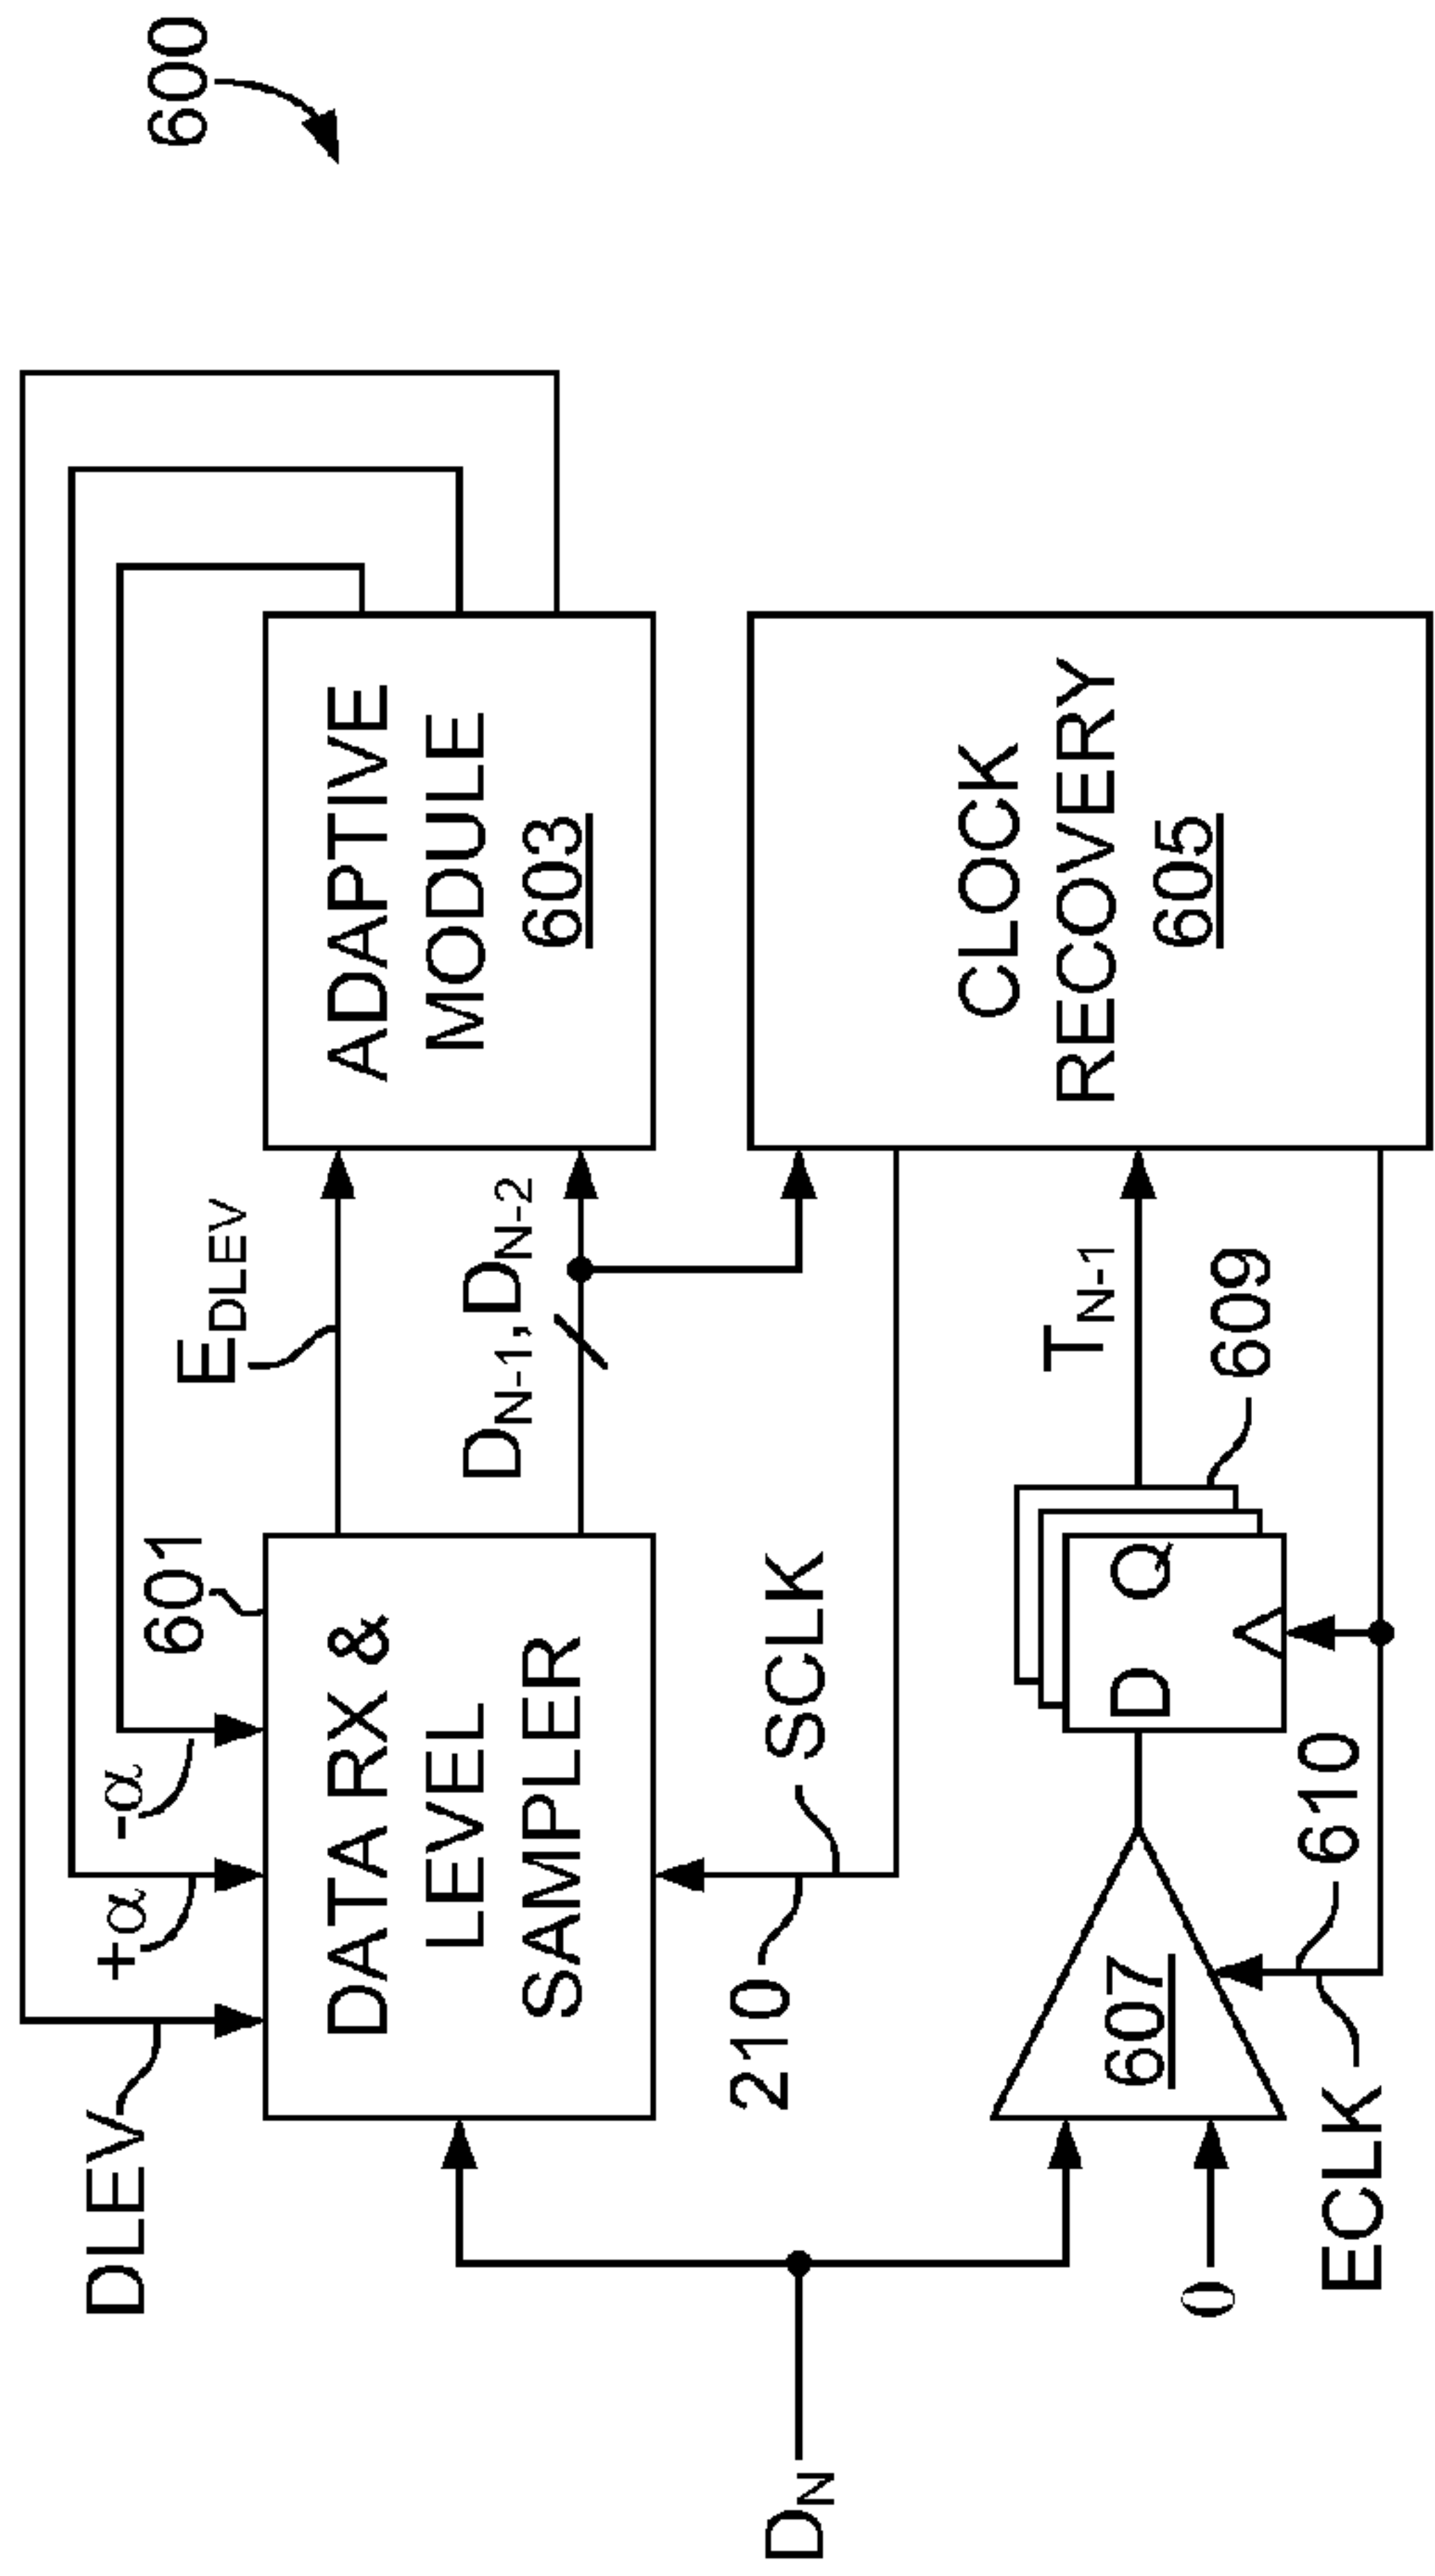 600
DLEV
+α
-α
601
DATA RX &
LEVEL
SAMPLER
E_DLEV
D_N-1, D_N-2
ADAPTIVE
MODULE
603
D_N
210
SCLK
CLOCK
RECOVERY
605
607
0
D Q
T_N-1
609
ECLK
610